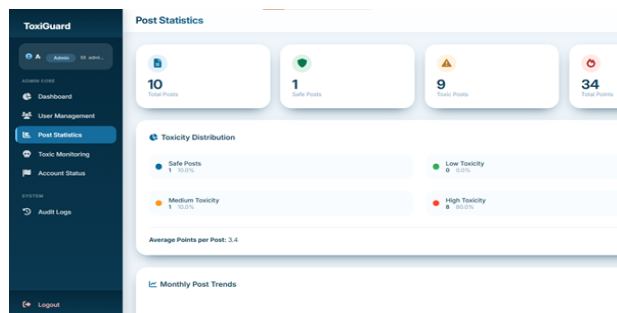 ToxiGuard
A
Admin
admi...
ADMIN CORE
Dashboard
User Management
Post Statistics
Toxic Monitoring
Account Status
SYSTEM
Audit Logs
Logout
Post Statistics
10
Total Posts
1
Safe Posts
9
Toxic Posts
34
Total Points
Toxicity Distribution
Safe Posts
1 10.0%
Low Toxicity
0 0.0%
Medium Toxicity
1 10.0%
High Toxicity
8 80.0%
Average Points per Post: 3.4
Monthly Post Trends